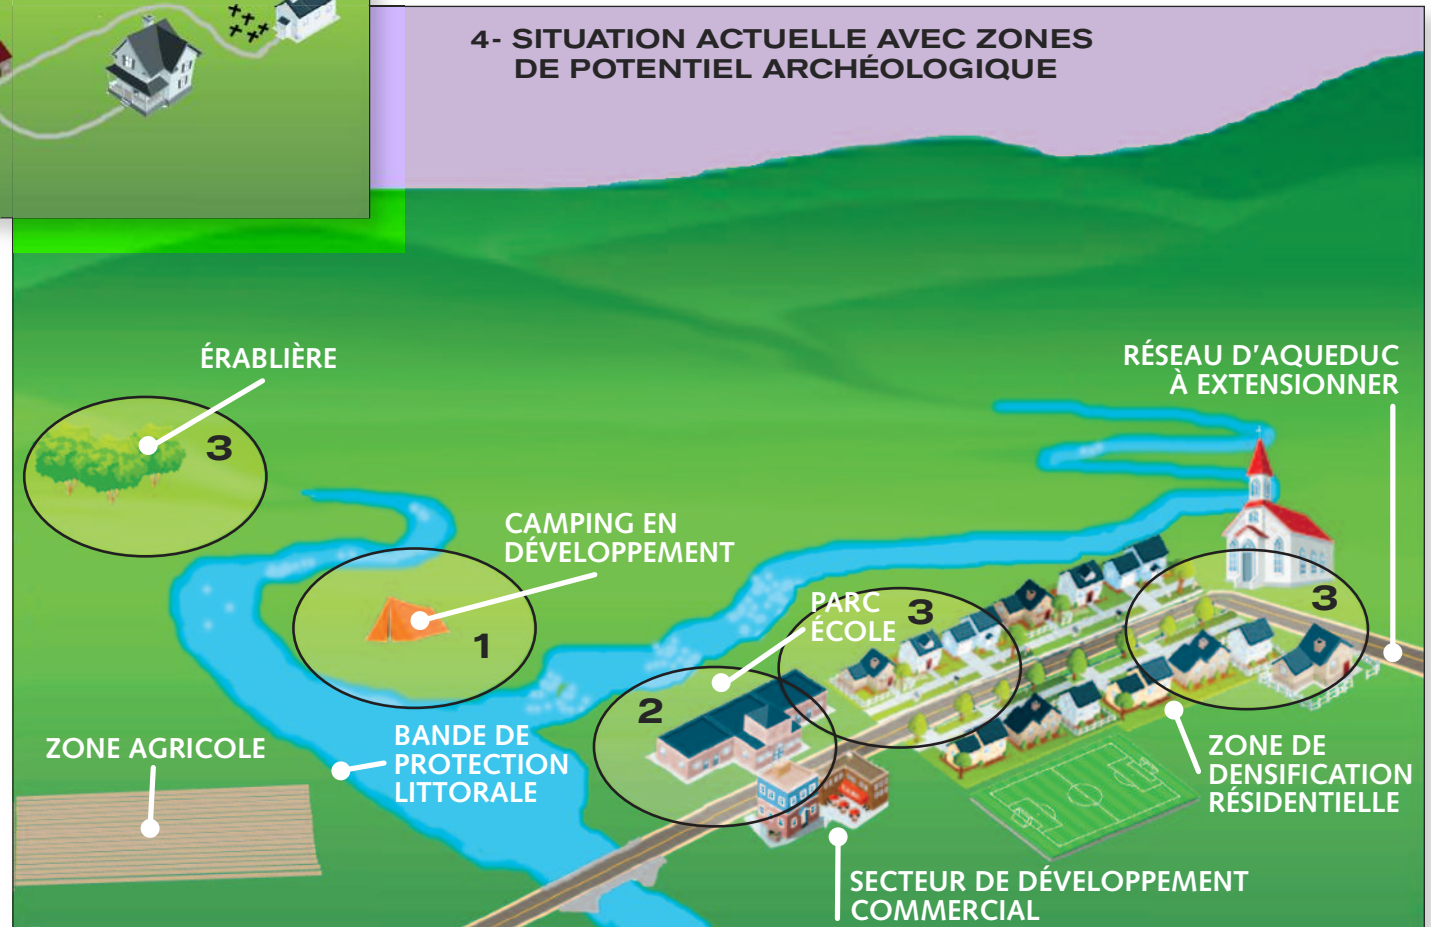 4- SITUATION ACTUELLE AVEC ZONES
DE POTENTIEL ARCHÉOLOGIQUE
ÉRABLIÈRE
3
RÉSEAU D'AQUEDUC
À EXTENSIONNER
CAMPING EN
DÉVELOPPEMENT
1
PARC
ÉCOLE
3
3
2
ZONE AGRICOLE
BANDE DE
PROTECTION
LITTORALE
ZONE DE
DENSIFICATION
RÉSIDENTIELLE
SECTEUR DE DÉVELOPPEMENT
COMMERCIAL